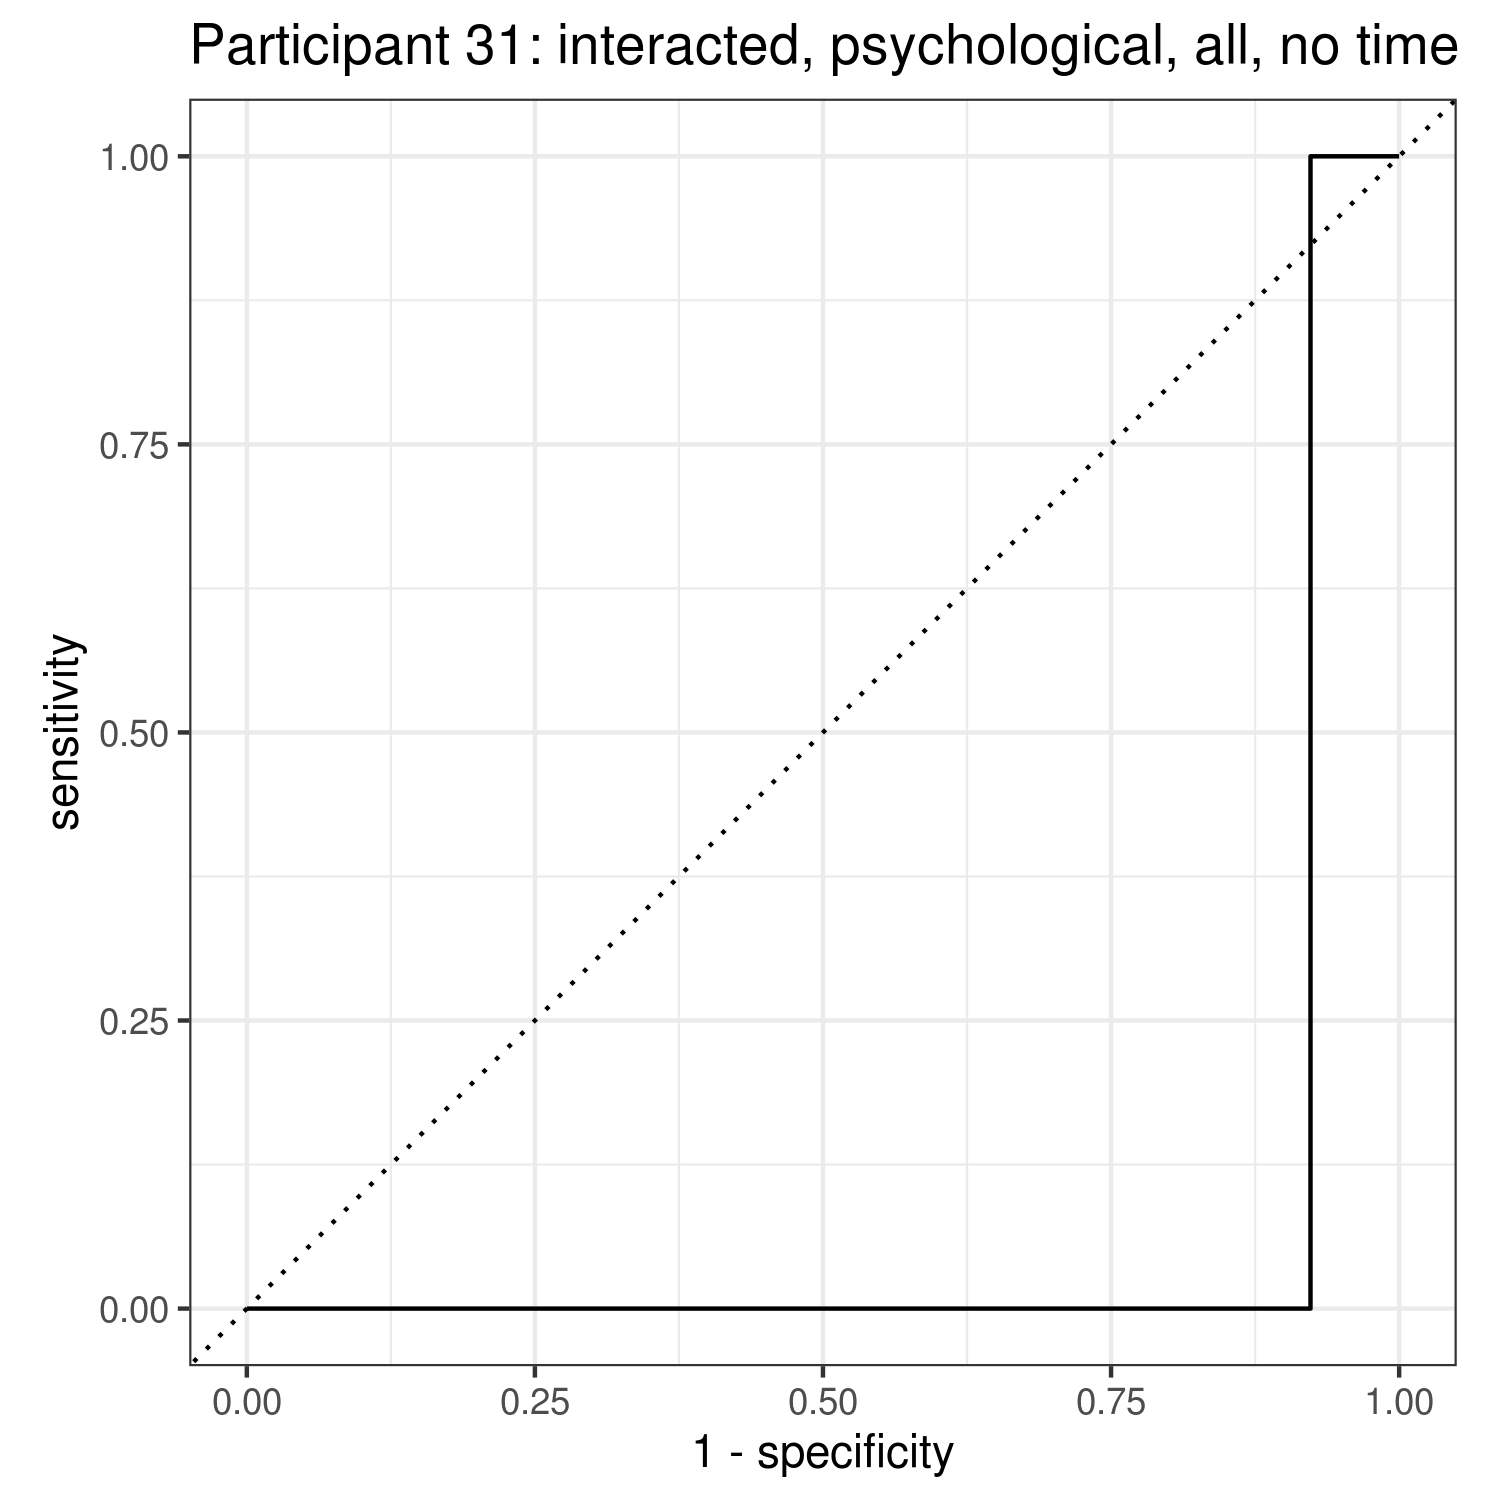 Participant 31: interacted, psychological, all, no time
1.00
0.75
0.50
0.25
0.00
sensitivity
0.00 0.25 0.50 0.75 1.00
1 - specificity